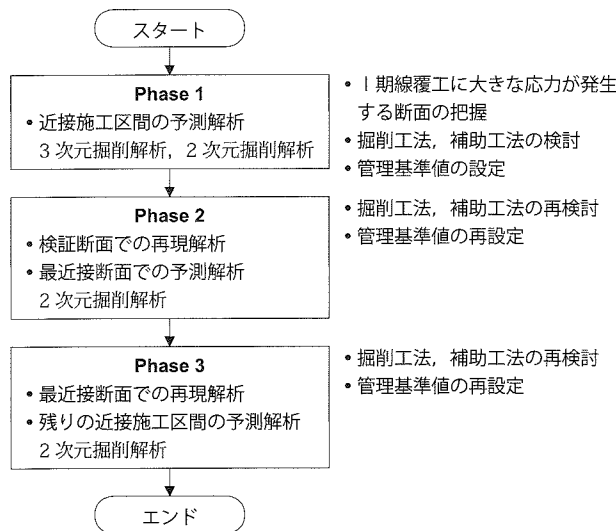 スタート
Phase 1
• 近接施工区間の予測解析
3次元掘削解析，2次元掘削解析
• Ⅰ期線覆工に大きな応力が発生
する断面の把握
• 掘削工法，補助工法の検討
• 管理基準値の設定
Phase 2
• 検証断面での再現解析
• 最近接断面での予測解析
2次元掘削解析
• 掘削工法，補助工法の再検討
• 管理基準値の再設定
Phase 3
• 最近接断面での再現解析
• 残りの近接施工区間の予測解析
2次元掘削解析
• 掘削工法，補助工法の再検討
• 管理基準値の再設定
エンド